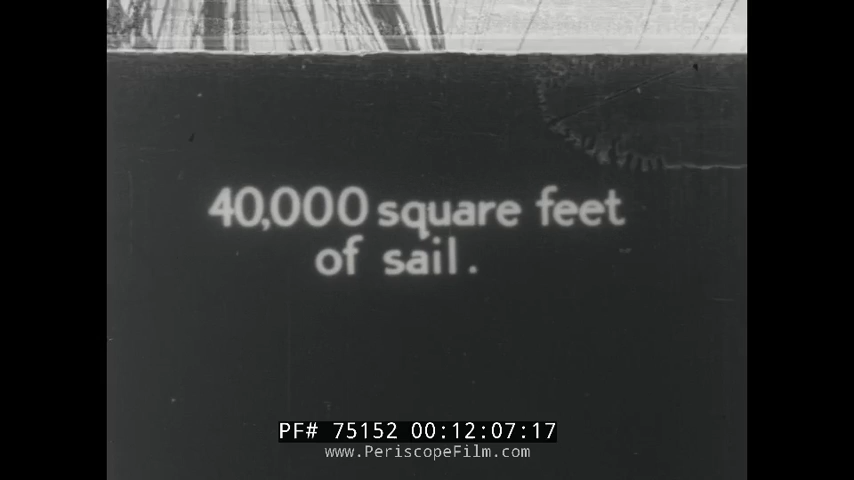 40,000 square feet
of sail.
PF# 75152 00:12:07:17
www.PeriscopeFilm.com